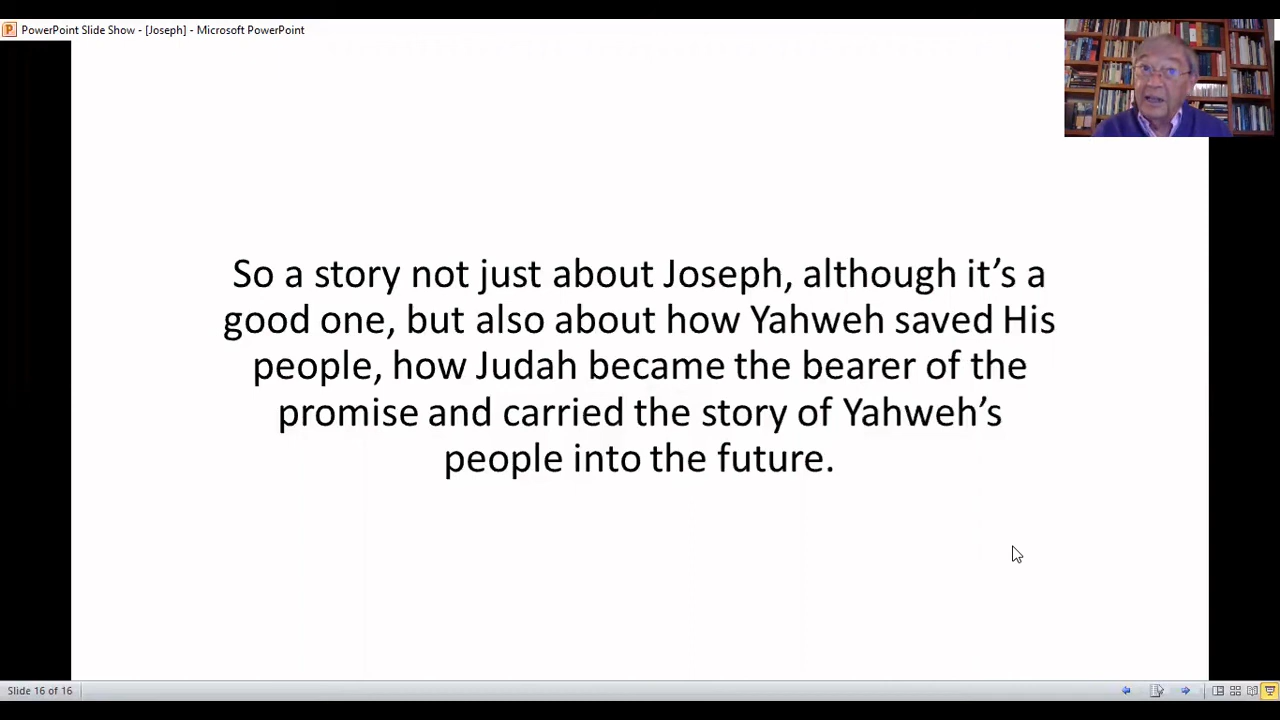 PowerPoint Slide Show - [Joseph] - Microsoft PowerPoint
So a story not just about Joseph, although it’s a
good one, but also about how Yahweh saved His
people, how Judah became the bearer of the
promise and carried the story of Yahweh’s
people into the future.
Slide 16 of 16